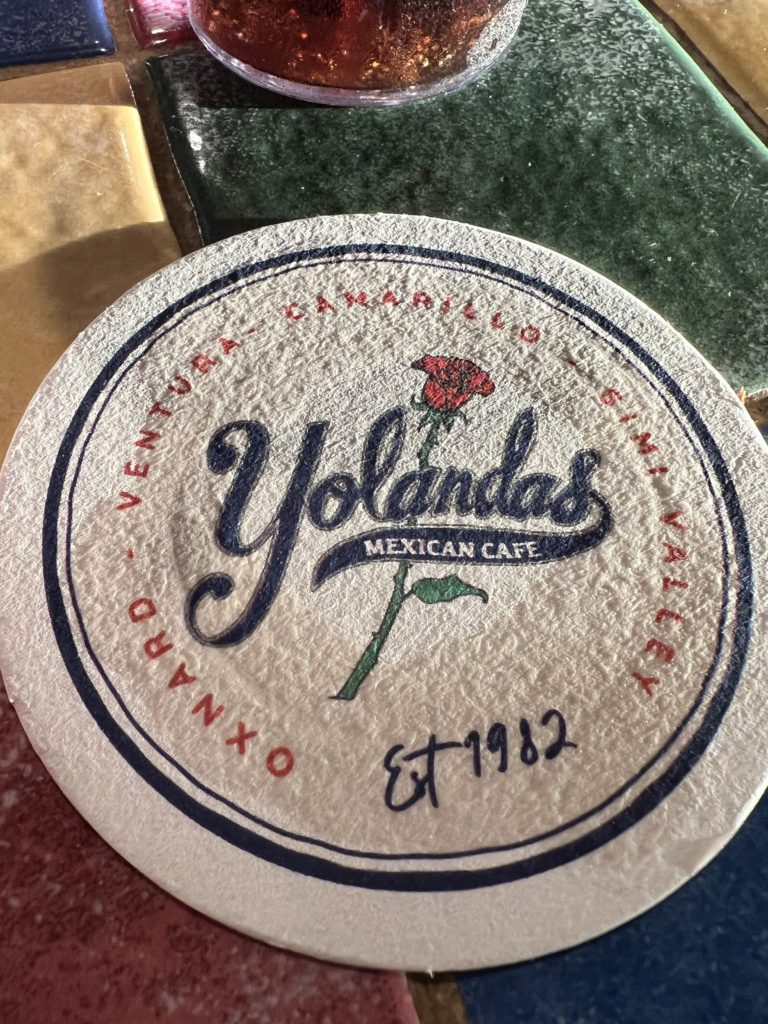 OXNARD - VENTURA - CAMARILLO - SIMI VALLEY
Yolandas
MEXICAN CAFE
Est 1982